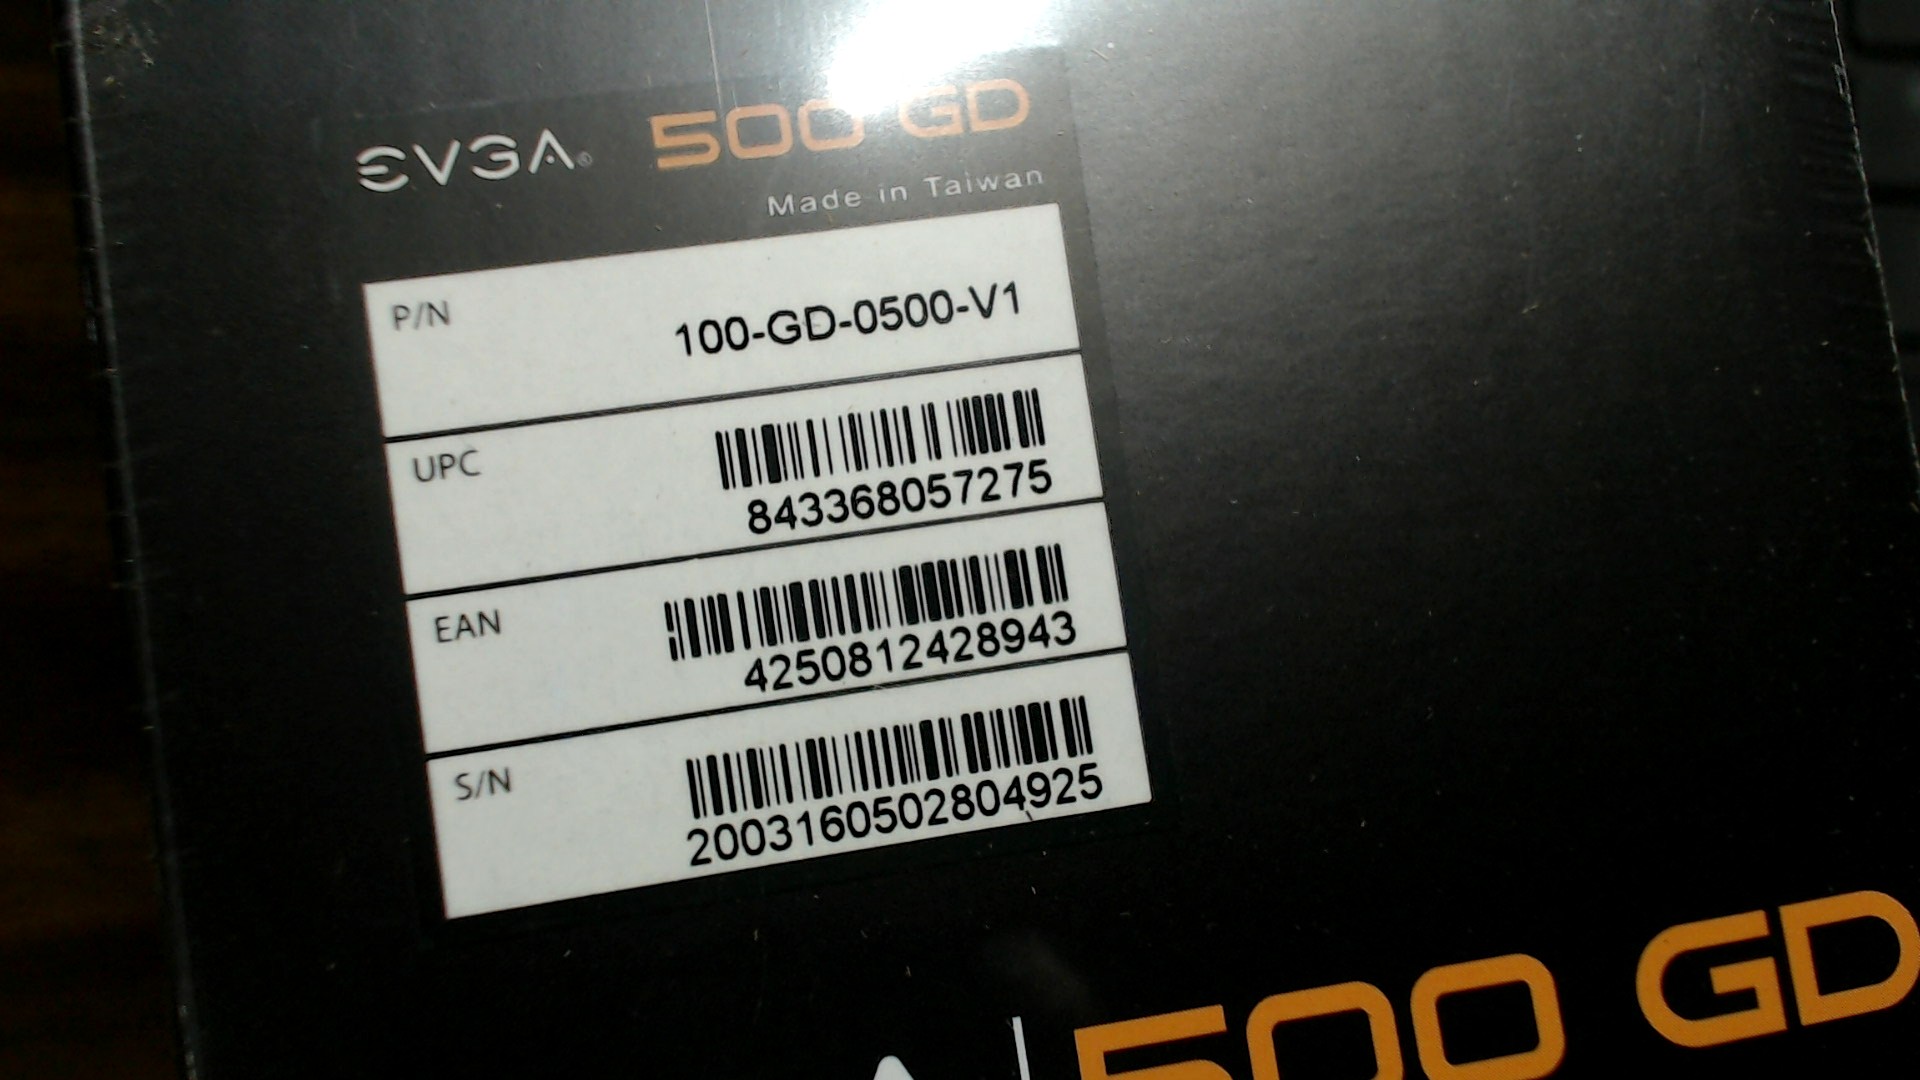 EVGA® 500 GD
Made in Taiwan
P/N
100-GD-0500-V1
UPC
843368057275
EAN
4250812428943
S/N
2003160502804925
500 GD